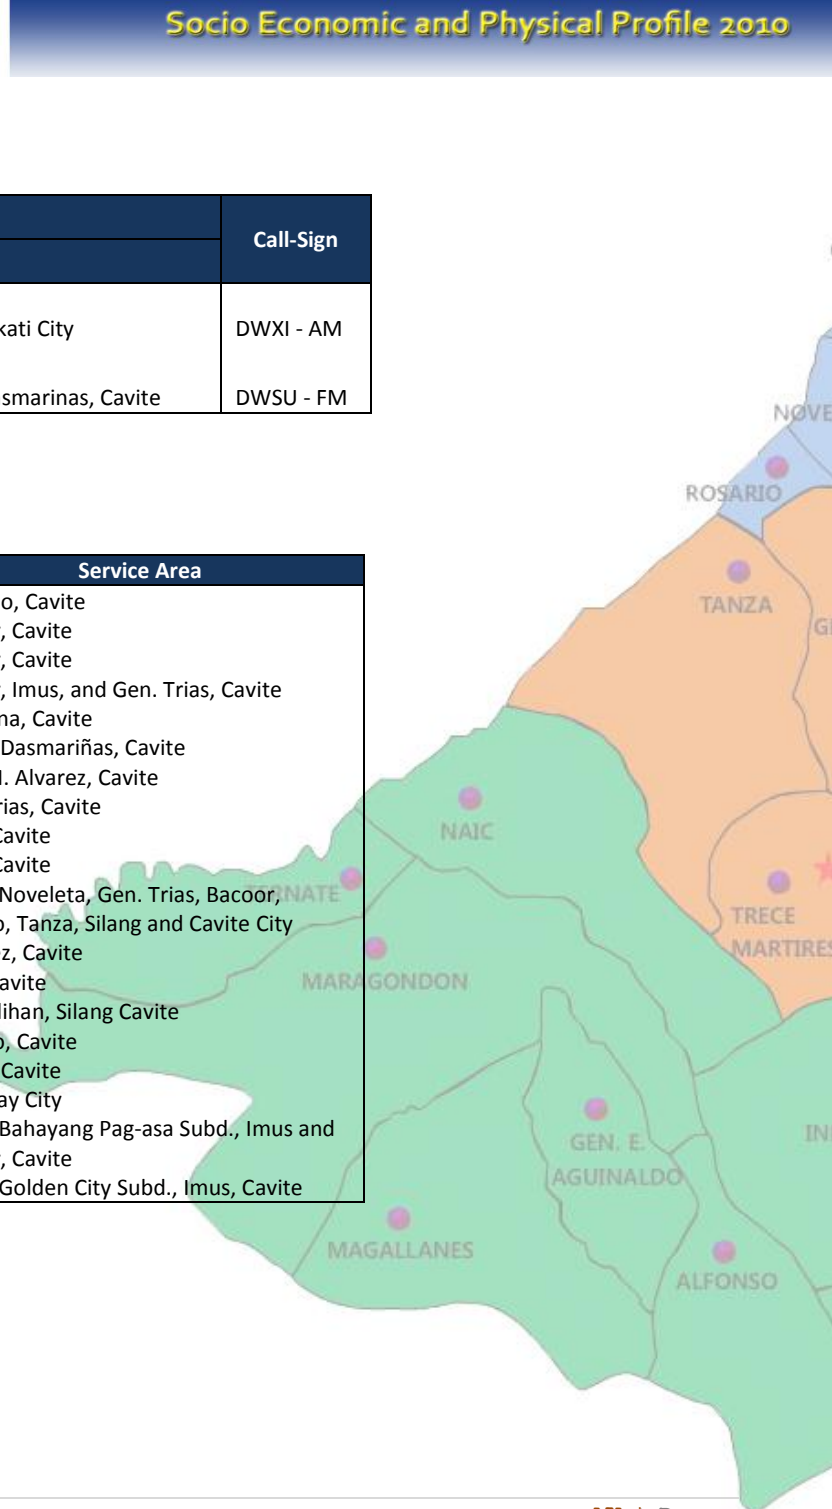 Socio Economic and Physical Profile 2010
Call-Sign
kati City DWXI - AM
smarinas, Cavite DWSU - FM
Service Area
o, Cavite
, Cavite
, Cavite
, Imus, and Gen. Trias, Cavite
na, Cavite
Dasmariñas, Cavite
. Alvarez, Cavite
rias, Cavite
Cavite
Cavite
Noveleta, Gen. Trias, Bacoor,
o, Tanza, Silang and Cavite City
ez, Cavite
avite
lihan, Silang Cavite
o, Cavite
Cavite
ay City
Bahayang Pag-asa Subd., Imus and
, Cavite
Golden City Subd., Imus, Cavite
NOVE
ROSARIO
TANZA
NAIC
TERNATE
TRECE
MARTIRES
MARAGONDON
GEN. E.
AGUINALDO
MAGALLANES
ALFONSO